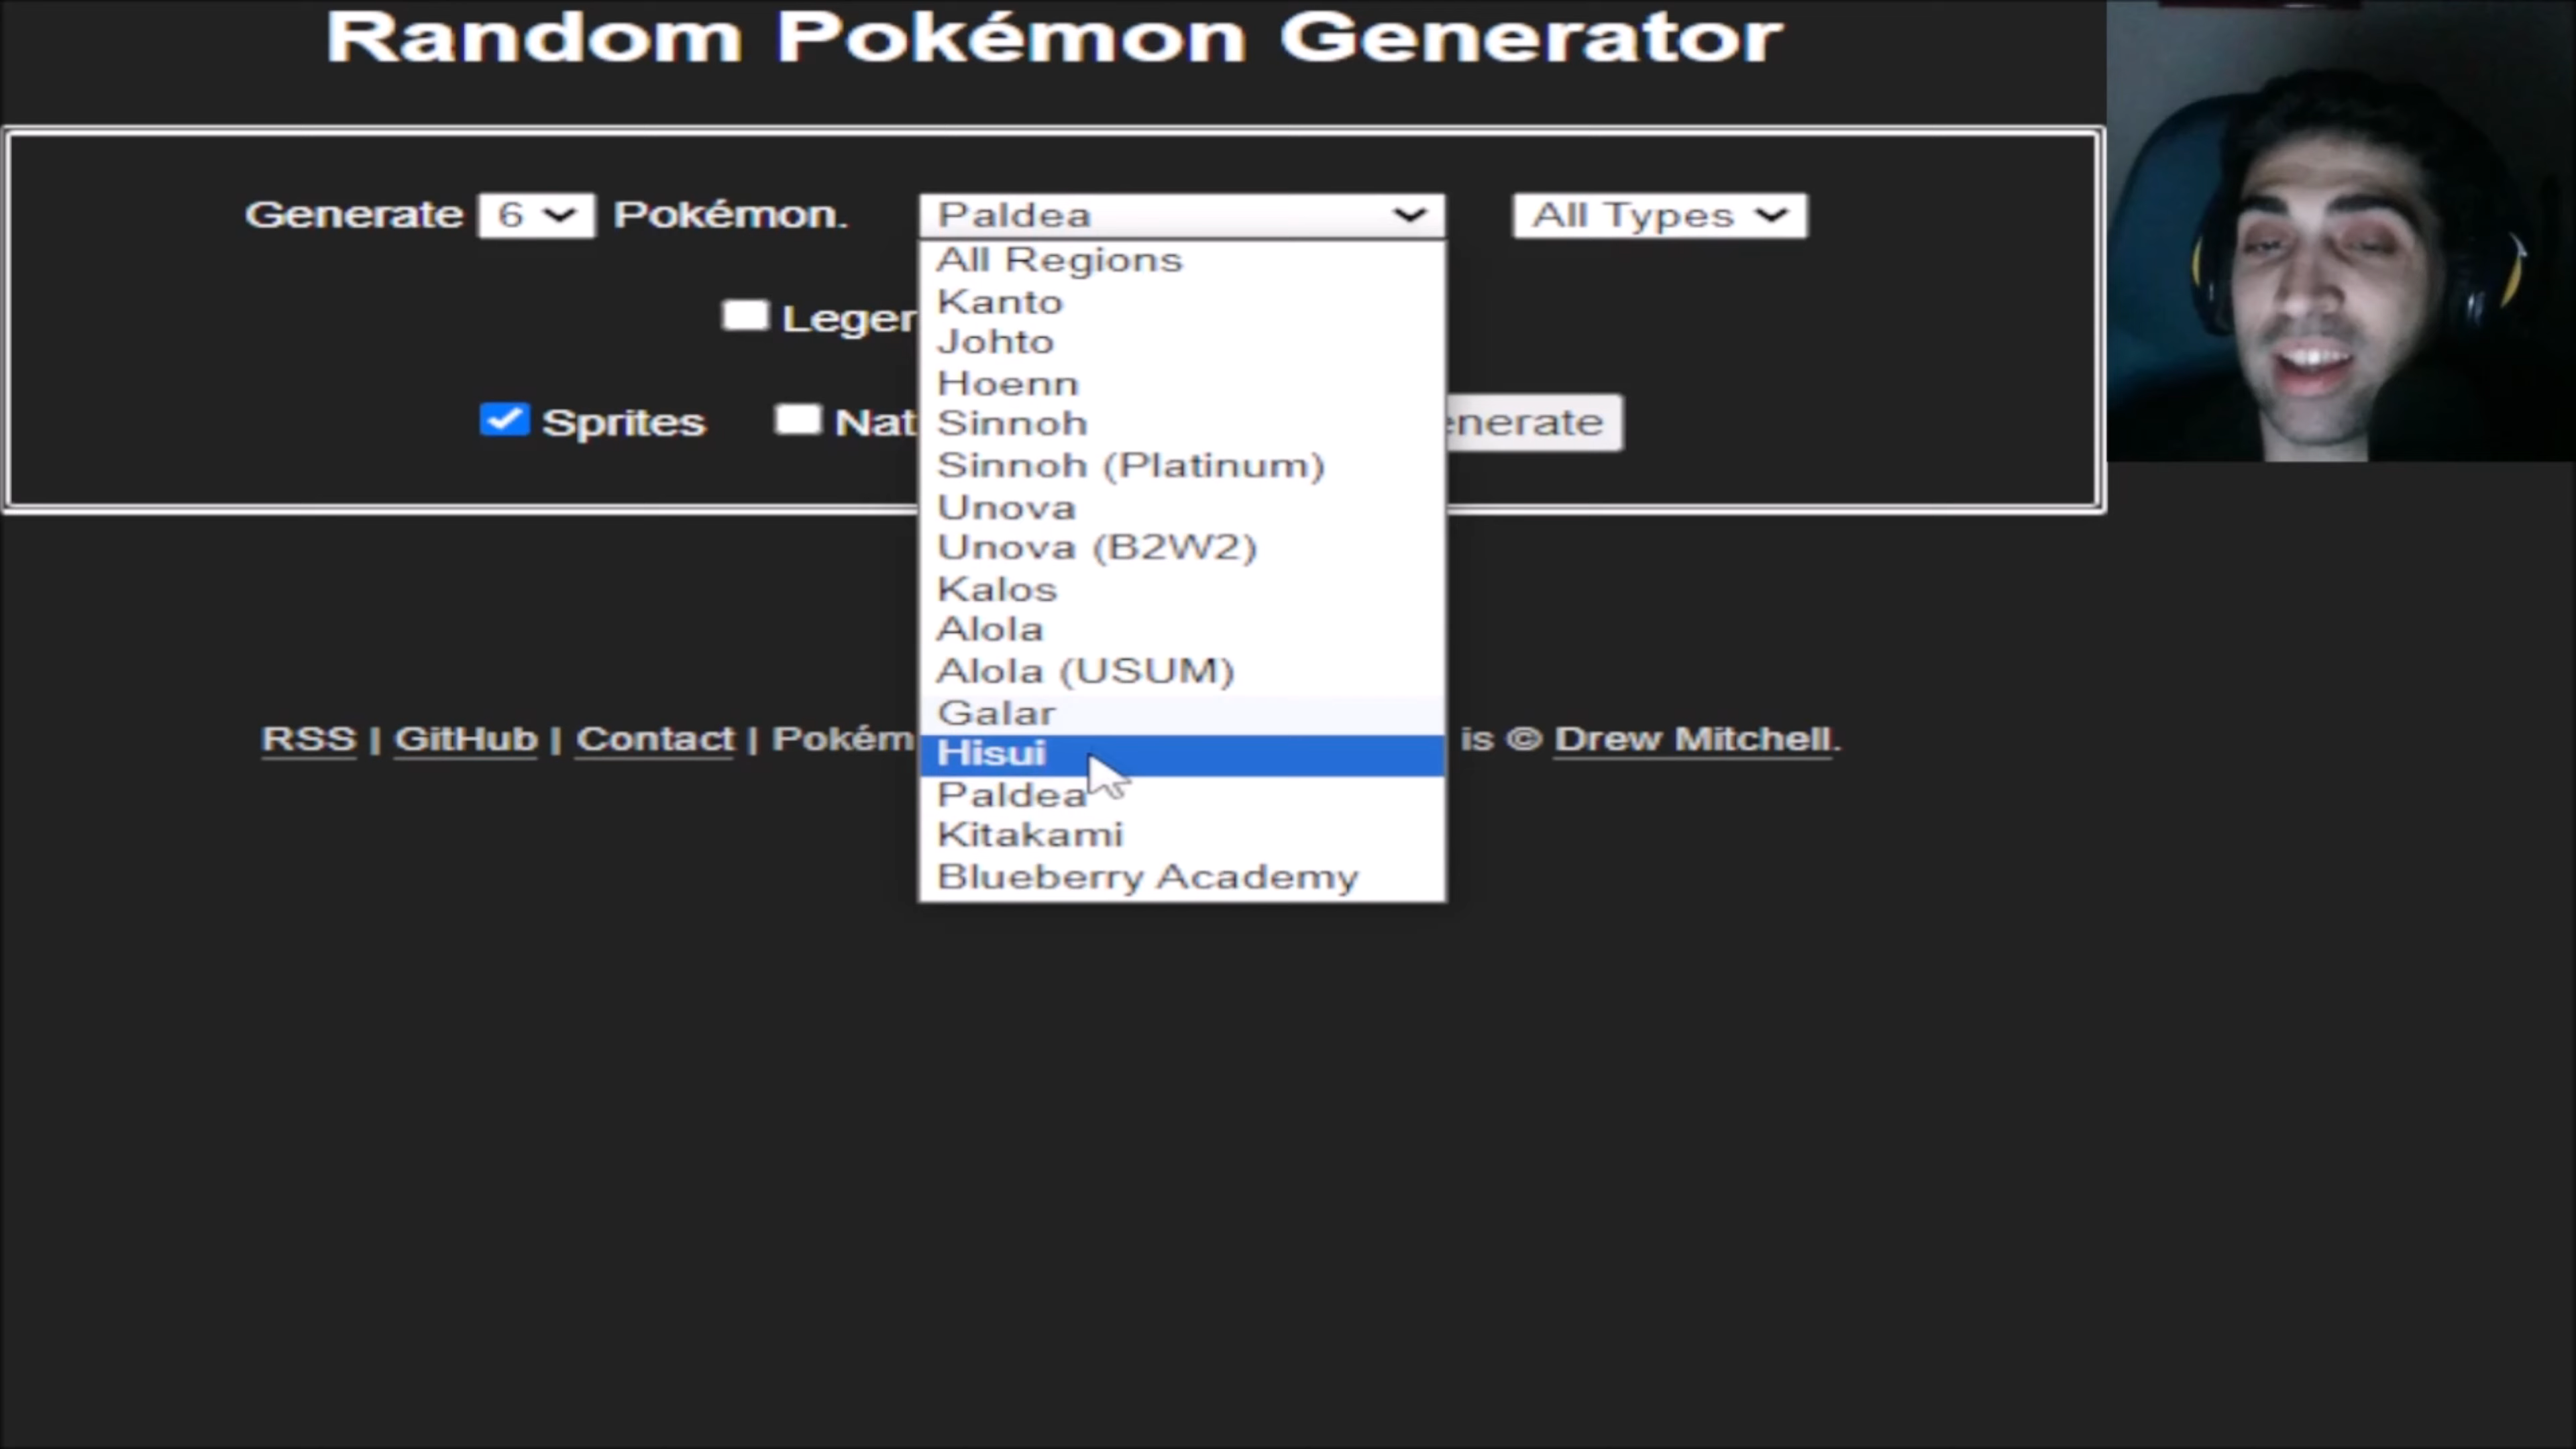 Random Pokémon Generator
Generate 6 Pokémon. Paldea All Types
All Regions
Kanto
Leger
Johto
Hoenn
Sprites Nat Sinnoh enerate
Sinnoh (Platinum)
Unova
Unova (B2W2)
Kalos
Alola
Alola (USUM)
Galar
RSS | GitHub | Contact | Pokém is © Drew Mitchell.
Hisui
Paldea
Kitakami
Blueberry Academy